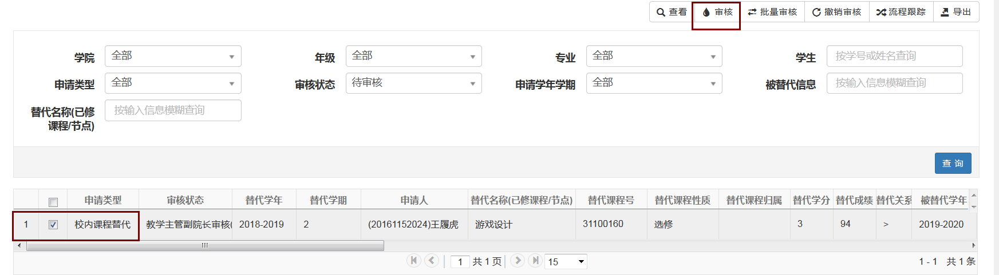 查看 审核 批量审核 撤销审核 流程跟踪 导出
学院 全部 年级 全部 专业 全部 学生 按学号或姓名查询
申请类型 全部 审核状态 待审核 申请学年学期 全部 被替代信息 按输入信息模糊查询
替代名称(已修
课程/节点) 按输入信息模糊查询
查 询
申请类型 审核状态 替代学年 替代学期 申请人 替代名称(已修课程/节点) 替代课程号 替代课程性质 替代课程归属 替代学分 替代成绩 替代关系 被替代学年
1 校内课程替代 教学主管副院长审核( 2018-2019 2 (20161152024)王履虎 游戏设计 31100160 选修 3 94 > 2019-2020
1 共 1 页 15 1 - 1 共 1 条